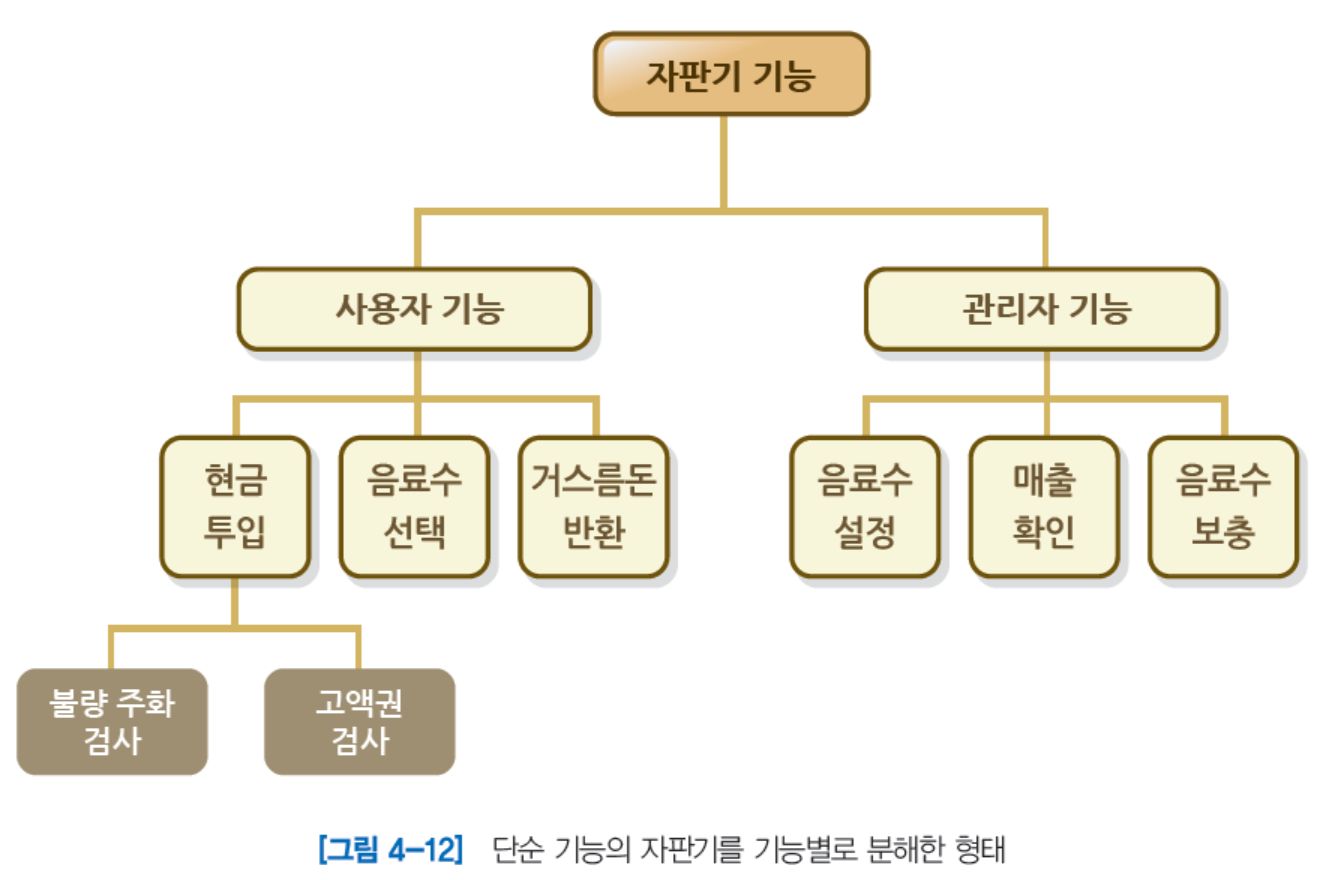 자판기 기능
사용자 기능
관리자 기능
현금
투입
음료수
선택
거스름돈
반환
음료수
설정
매출
확인
음료수
보충
불량 주화
검사
고액권
검사
[그림 4-12] 단순 기능의 자판기를 기능별로 분해한 형태